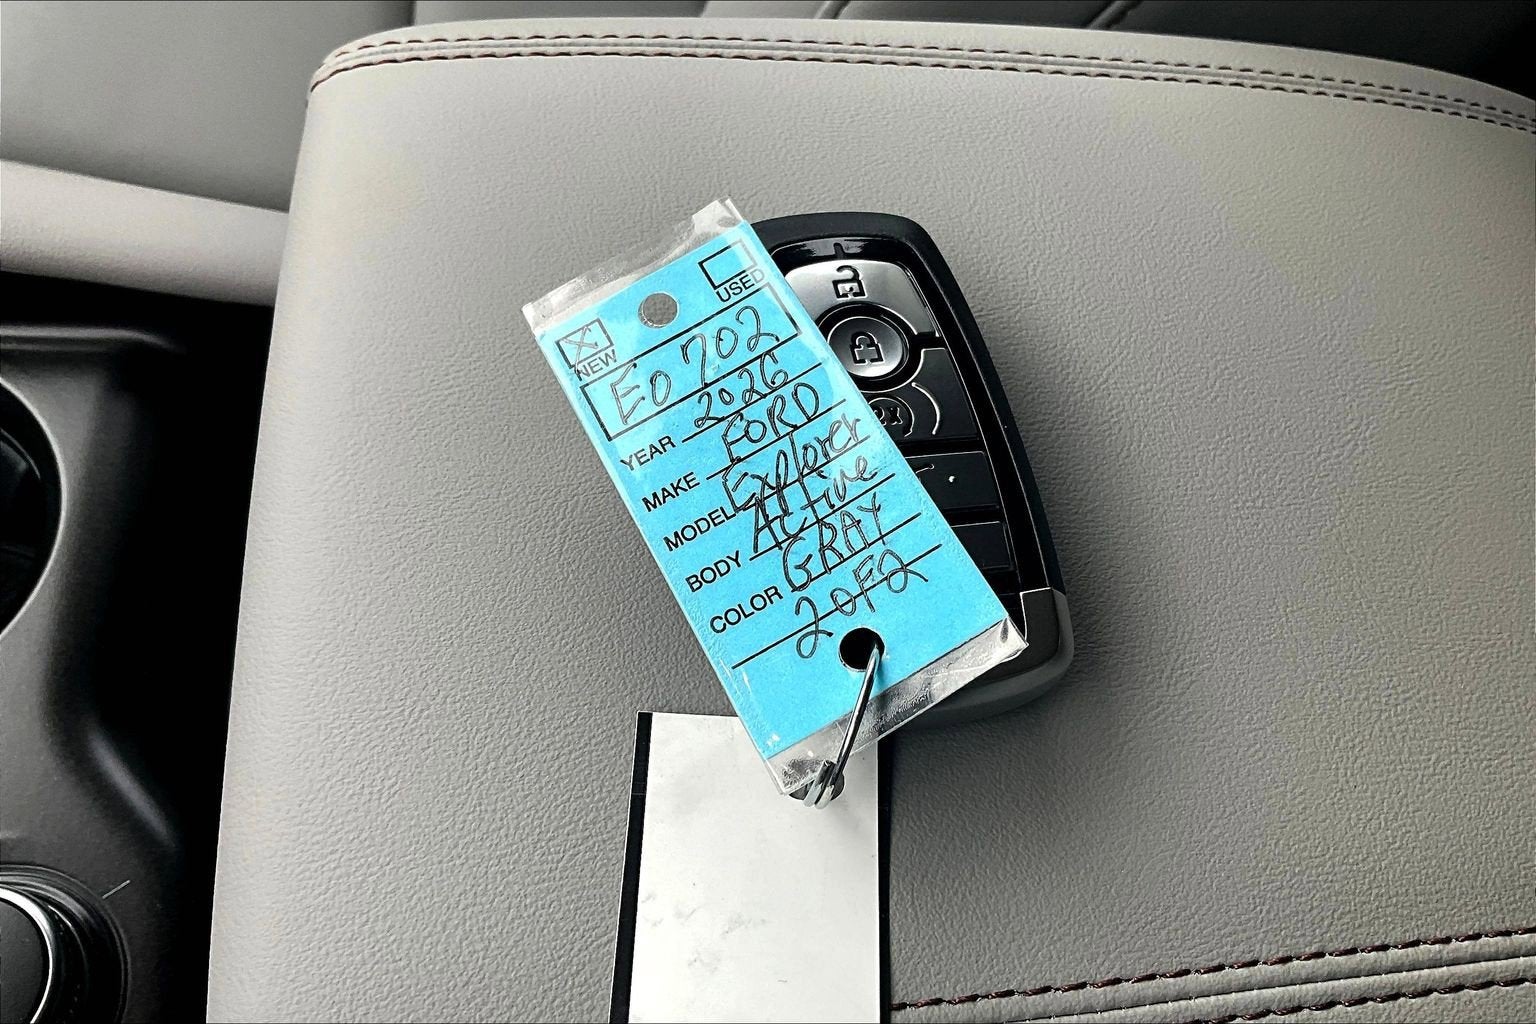 USED
X NEW
E0702
YEAR 2026
MAKE FORD
MODEL Explorer
BODY Active
COLOR GRAY
2 OF 2